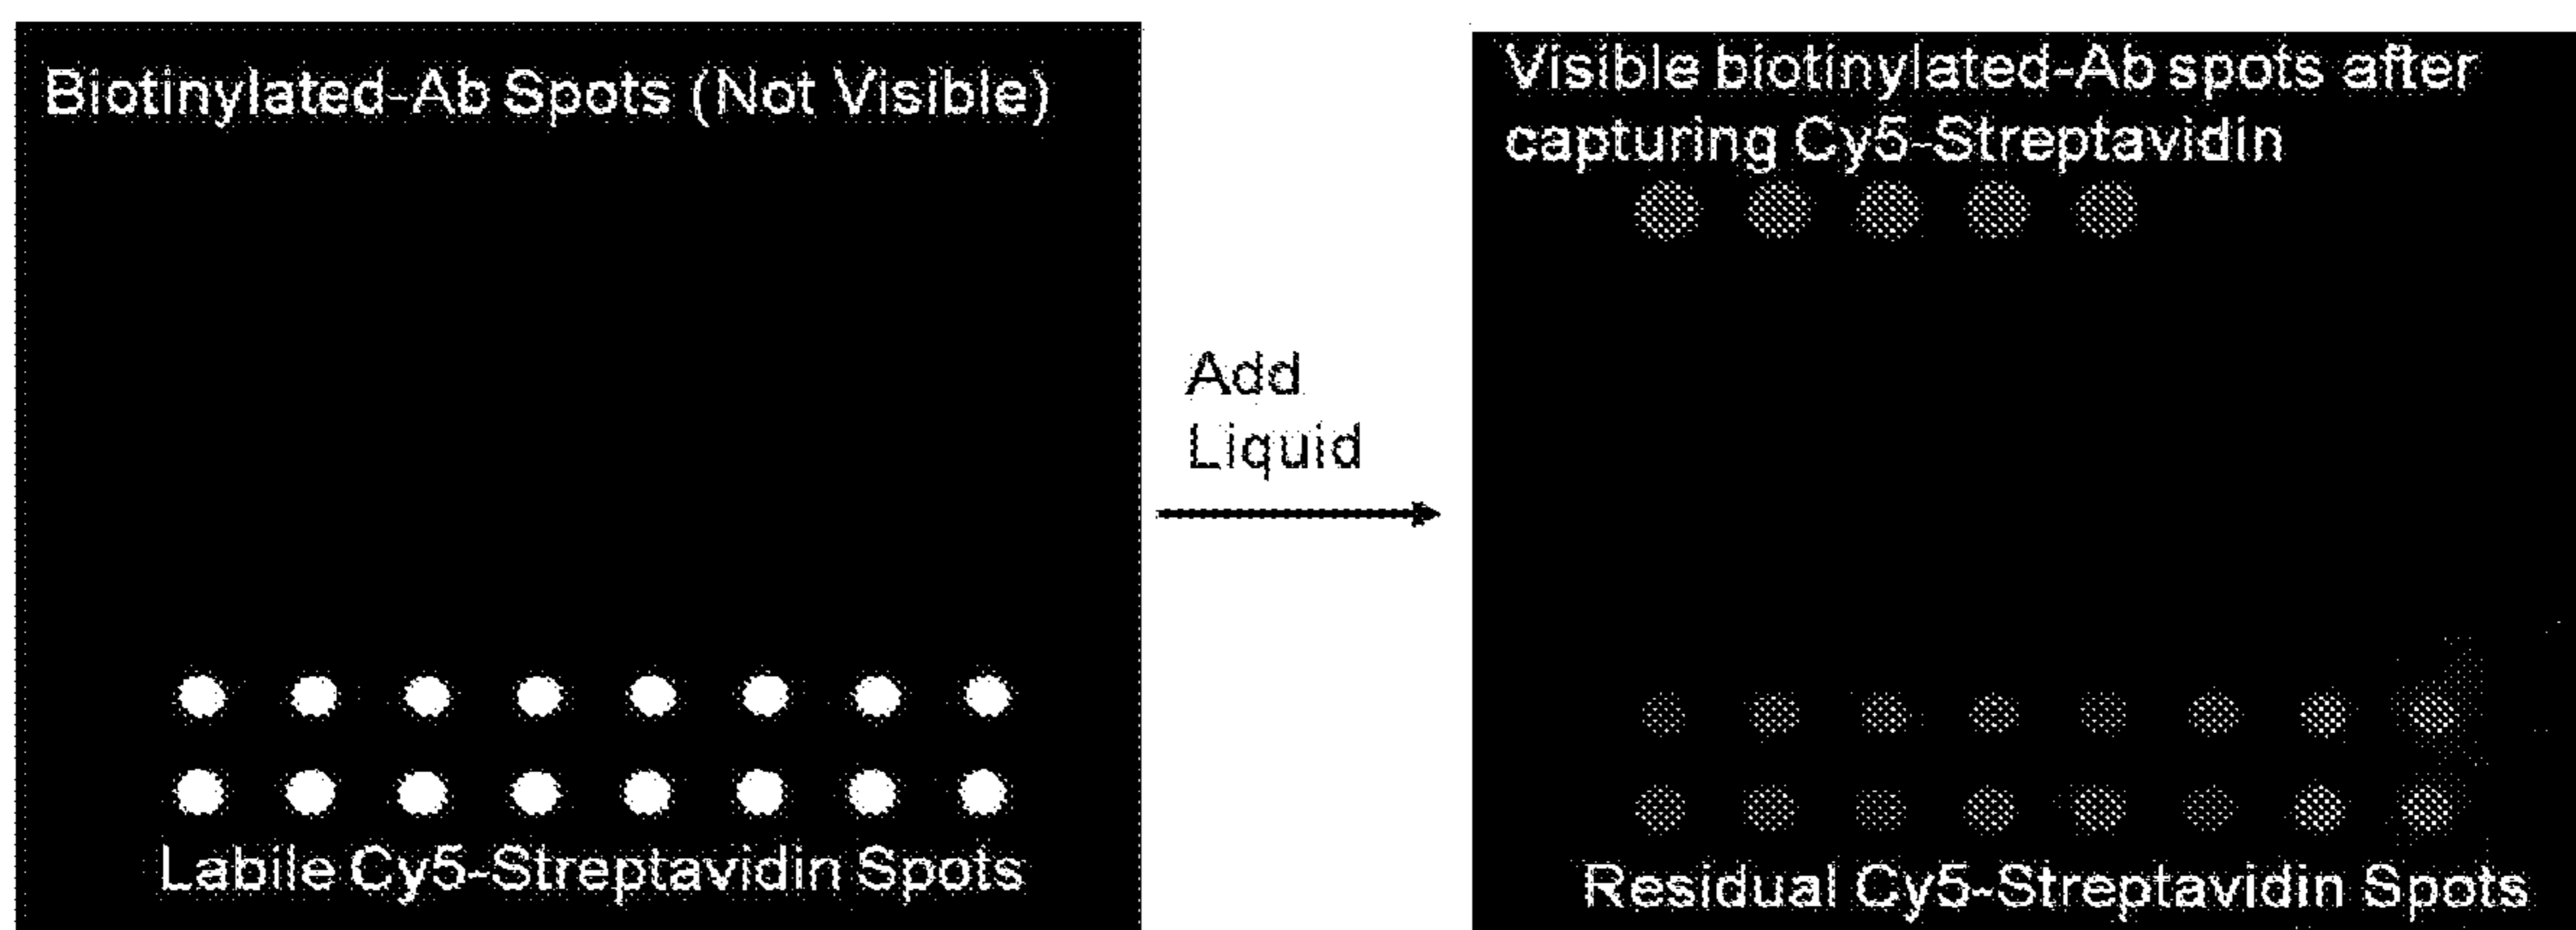 Biotinylated-Ab Spots (Not Visible)
Labile Cy5-Streptavidin Spots
Add
Liquid
Visible biotinylated-Ab spots after
capturing Cy5-Streptavidin
Residual Cy5-Streptavidin Spots